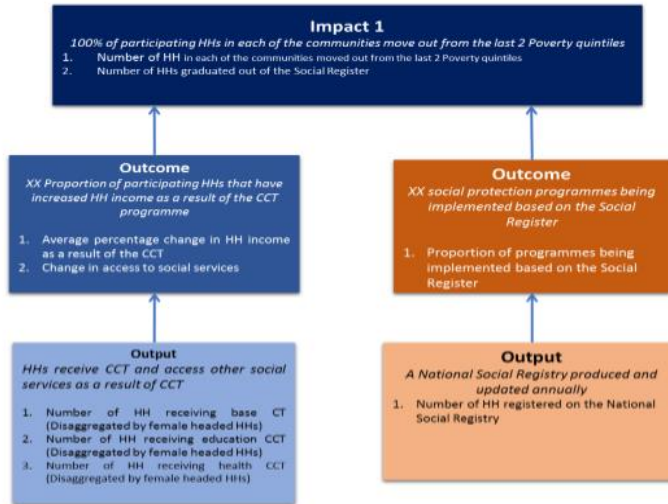 Impact 1
100% of participating HHs in each of the communities move out from the last 2 Poverty quintiles
1. Number of HH in each of the communities moved out from the last 2 Poverty quintiles
2. Number of HHs graduated out of the Social Register
Outcome
XX Proportion of participating HHs that have
increased HH income as a result of the CCT
programme
1. Average percentage change in HH income
as a result of the CCT
2. Change in access to social services
Outcome
XX social protection programmes being
implemented based on the Social
Register
1. Proportion of programmes being
implemented based on the Social
Register
Output
HHs receive CCT and access other social
services as a result of CCT
1. Number of HH receiving base CT
(Disaggregated by female headed HHs)
2. Number of HH receiving education CCT
(Disaggregated by female headed HHs)
3. Number of HH receiving health CCT
(Disaggregated by female headed HHs)
Output
A National Social Registry produced and
updated annually
1. Number of HH registered on the National
Social Registry